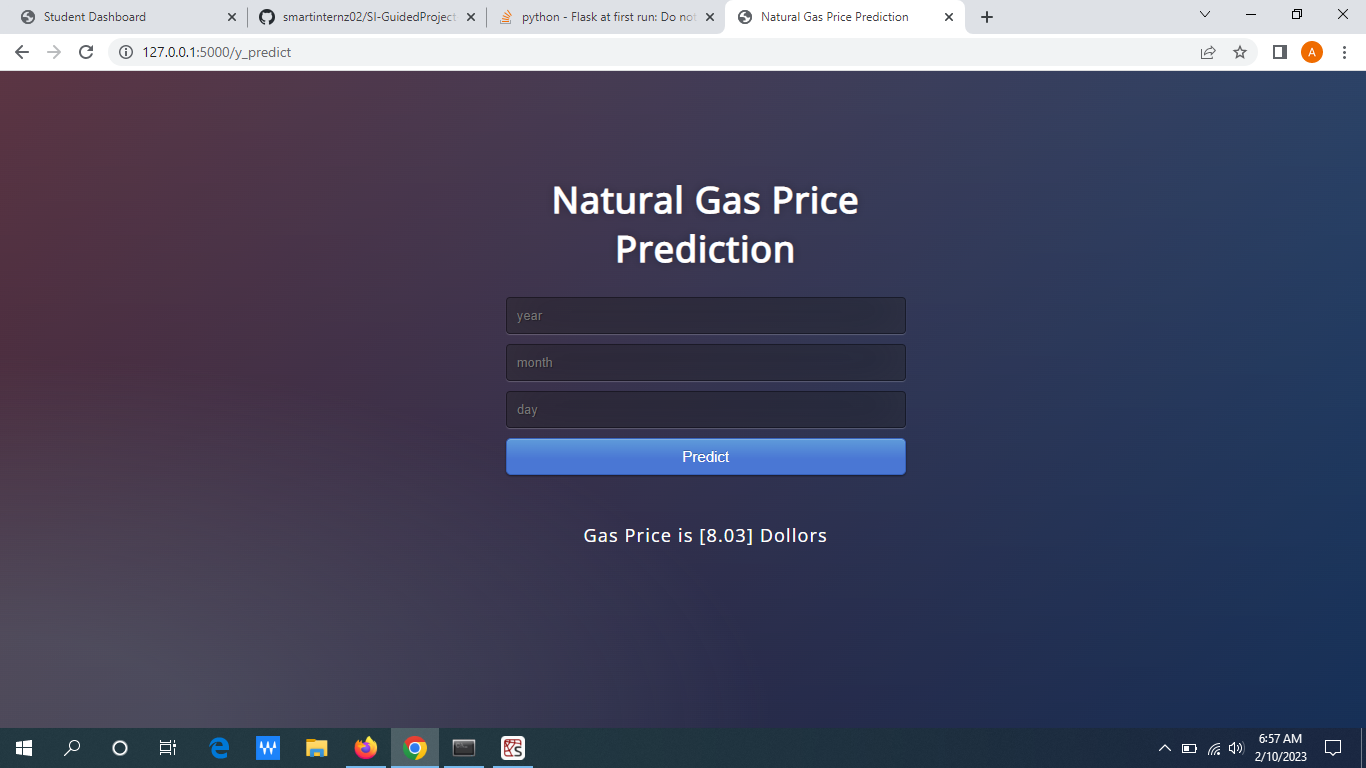 Student Dashboard
smartinternz02/SI-GuidedProject
python - Flask at first run: Do not
Natural Gas Price Prediction
127.0.0.1:5000/y_predict
A
Natural Gas Price
Prediction
year
month
day
Predict
Gas Price is [8.03] Dollors
W
6:57 AM
2/10/2023